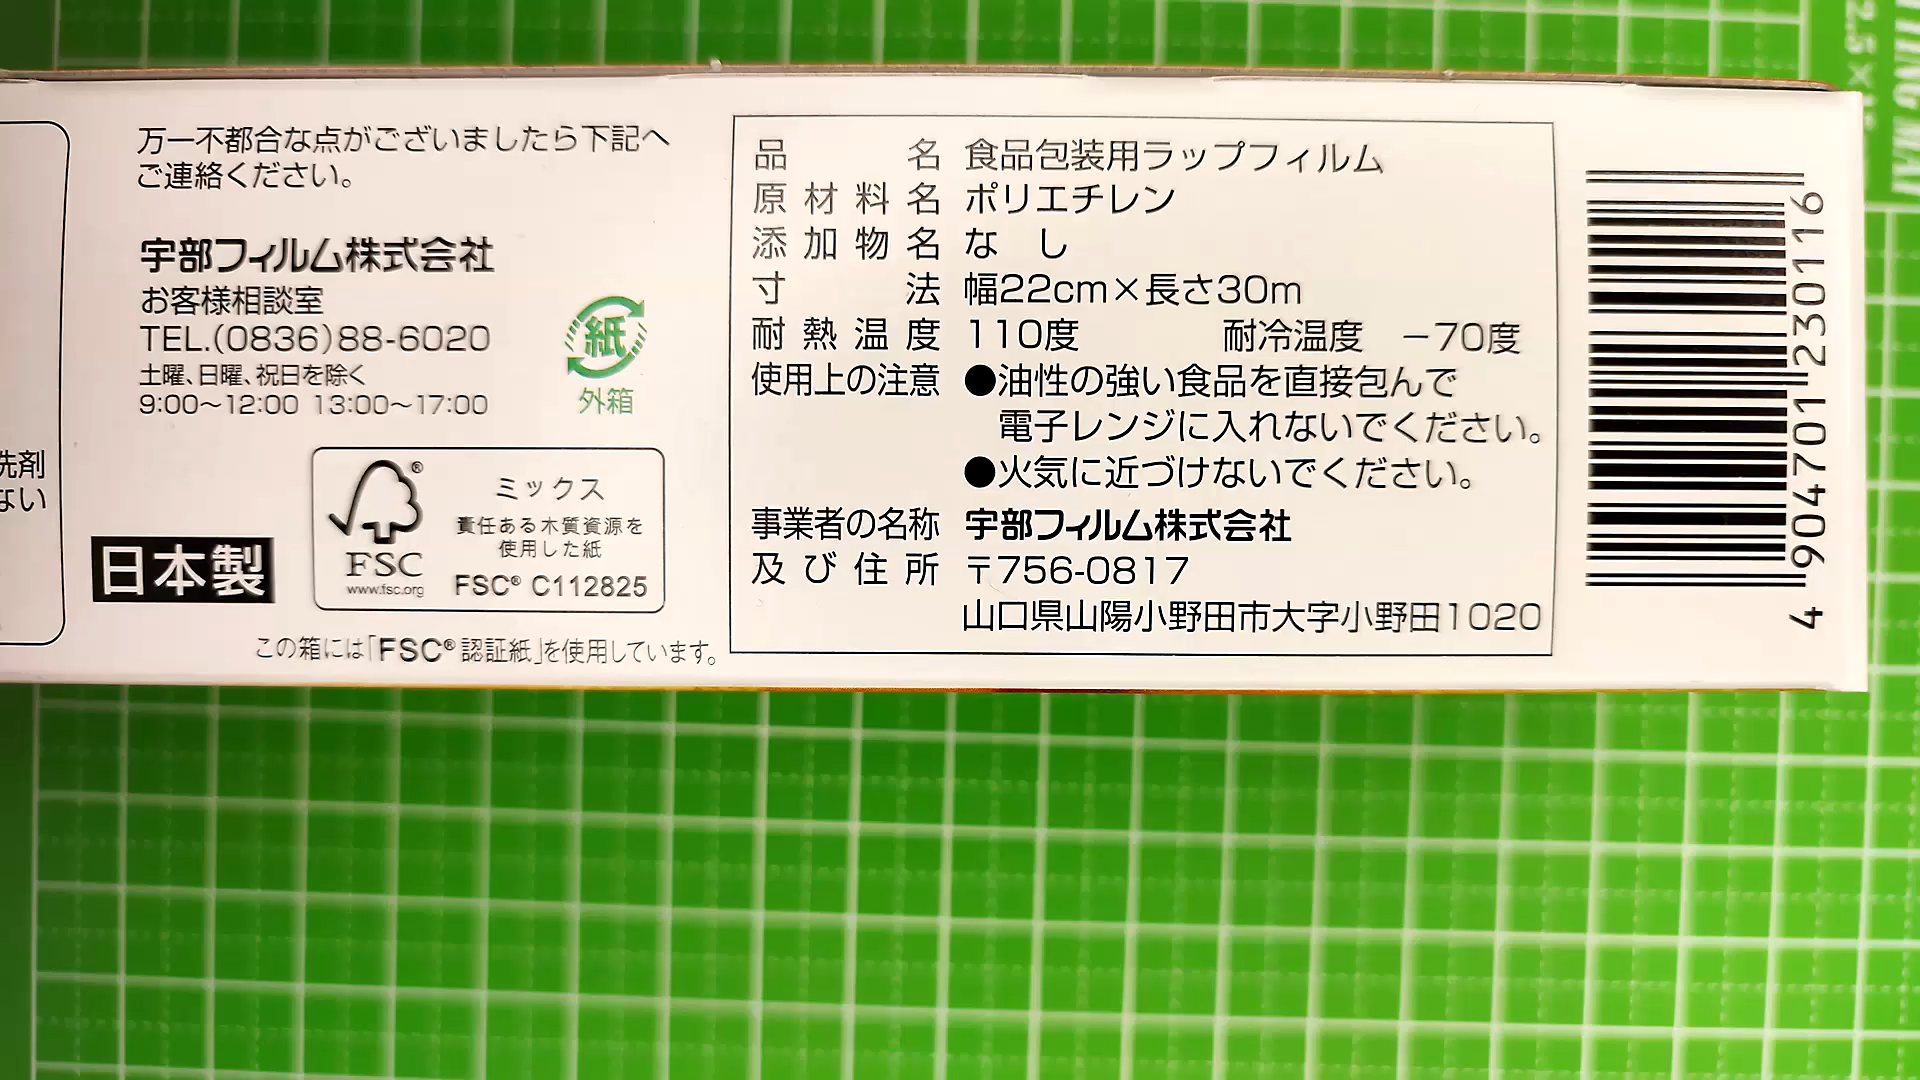 洗剤
ない
万一不都合な点がございましたら下記へ
ご連絡ください。
宇部フィルム株式会社
お客様相談室
TEL.(0836)88-6020
土曜、日曜、祝日を除く
9:00〜12:00 13:00〜17:00
紙
外箱
日本製
FSC®
www.fsc.org
ミックス
責任ある木質資源を
使用した紙
FSC® C112825
この箱には「FSC®認証紙」を使用しています。
品名 食品包装用ラップフィルム
原材料名 ポリエチレン
添加物名 なし
寸法 幅22cm×長さ30m
耐熱温度 110度 耐冷温度 −70度
使用上の注意 ●油性の強い食品を直接包んで
電子レンジに入れないでください。
●火気に近づけないでください。
事業者の名称 宇部フィルム株式会社
及び住所 〒756-0817
山口県山陽小野田市大字小野田1020
4 904701 230116